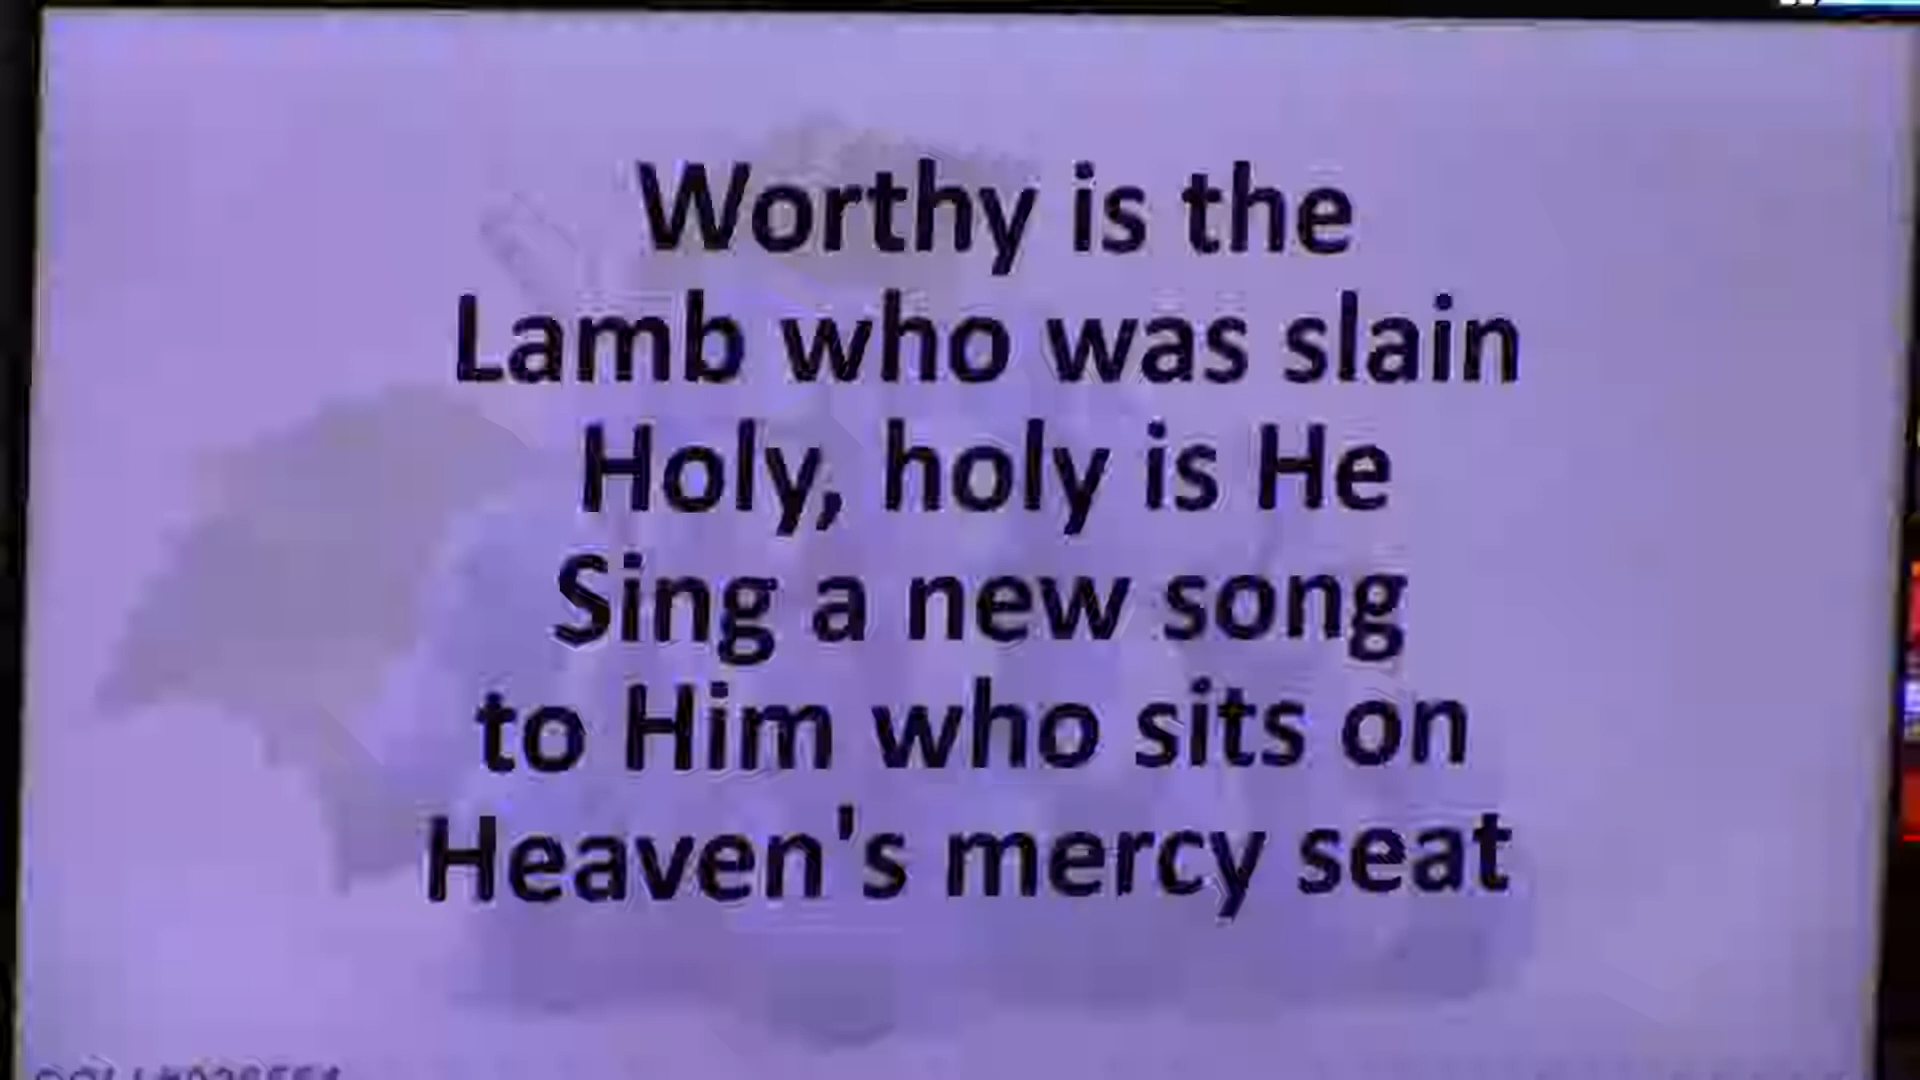 Worthy is the
Lamb who was slain
Holy, holy is He
Sing a new song
to Him who sits on
Heaven's mercy seat